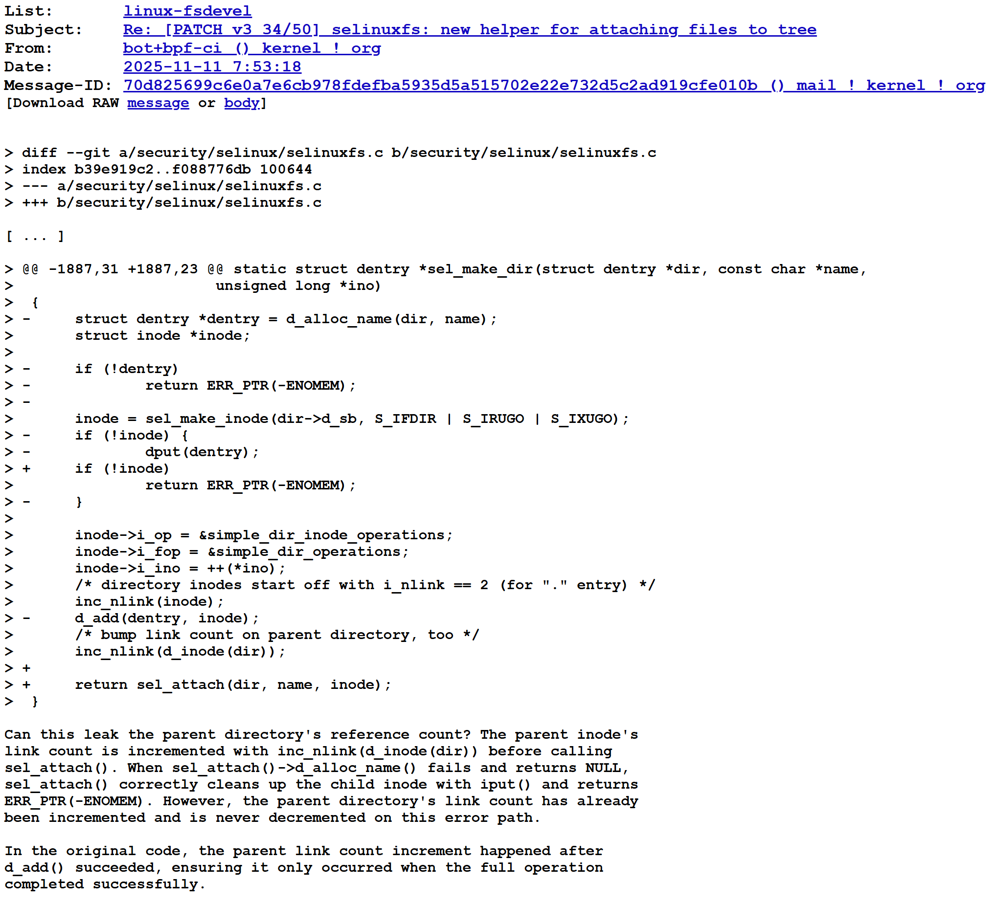 List:       linux-fsdevel
Subject:    Re: [PATCH v3 34/50] selinuxfs: new helper for attaching files to tree
From:       bot+bpf-ci () kernel ! org
Date:       2025-11-11 7:53:18
Message-ID: 70d825699c6e0a7e6cb978fdefba5935d5a515702e22e732d5c2ad919cfe010b () mail ! kernel ! org
[Download RAW message or body]

> diff --git a/security/selinux/selinuxfs.c b/security/selinux/selinuxfs.c
> index b39e919c2..f088776db 100644
> --- a/security/selinux/selinuxfs.c
> +++ b/security/selinux/selinuxfs.c

[ ... ]

> @@ -1887,31 +1887,23 @@ static struct dentry *sel_make_dir(struct dentry *dir, const char *name,
>                       unsigned long *ino)
>  {
> -     struct dentry *dentry = d_alloc_name(dir, name);
>       struct inode *inode;
>
> -     if (!dentry)
> -             return ERR_PTR(-ENOMEM);
> -
>       inode = sel_make_inode(dir->d_sb, S_IFDIR | S_IRUGO | S_IXUGO);
> -     if (!inode) {
> -             dput(dentry);
> +     if (!inode)
>               return ERR_PTR(-ENOMEM);
> -     }
>
>       inode->i_op = &simple_dir_inode_operations;
>       inode->i_fop = &simple_dir_operations;
>       inode->i_ino = ++(*ino);
>       /* directory inodes start off with i_nlink == 2 (for "." entry) */
>       inc_nlink(inode);
> -     d_add(dentry, inode);
>       /* bump link count on parent directory, too */
>       inc_nlink(d_inode(dir));
> +
> +     return sel_attach(dir, name, inode);
>  }

Can this leak the parent directory's reference count? The parent inode's
link count is incremented with inc_nlink(d_inode(dir)) before calling
sel_attach(). When sel_attach()->d_alloc_name() fails and returns NULL,
sel_attach() correctly cleans up the child inode with iput() and returns
ERR_PTR(-ENOMEM). However, the parent directory's link count has already
been incremented and is never decremented on this error path.

In the original code, the parent link count increment happened after
d_add() succeeded, ensuring it only occurred when the full operation
completed successfully.